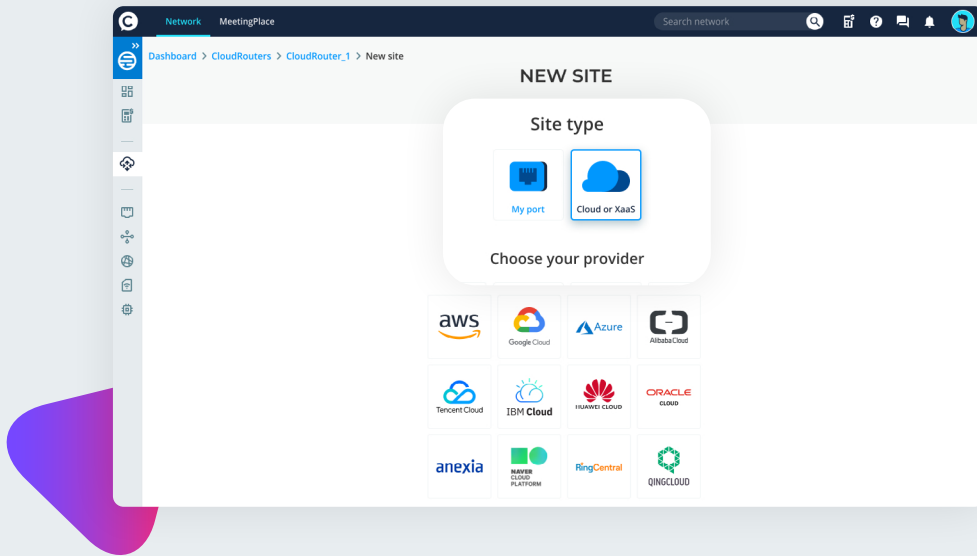 Network MeetingPlace Search network
Dashboard > CloudRouters > CloudRouter_1 > New site
NEW SITE
Site type
My port Cloud or XaaS
Choose your provider
aws Google Cloud Azure Alibaba Cloud
Tencent Cloud IBM Cloud HUAWEI CLOUD ORACLE
CLOUD
anexia NAVER
CLOUD
PLATFORM
RingCentral QINGCLOUD